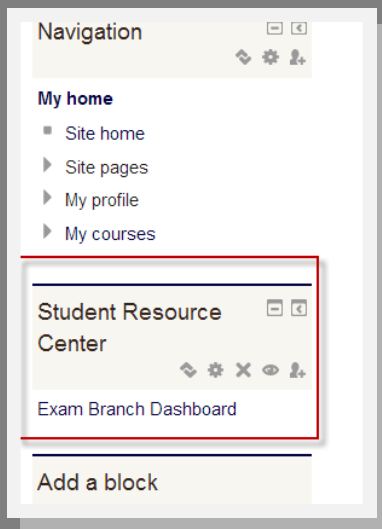 Navigation
My home
Site home
Site pages
My profile
My courses
Student Resource
Center
Exam Branch Dashboard
Add a block